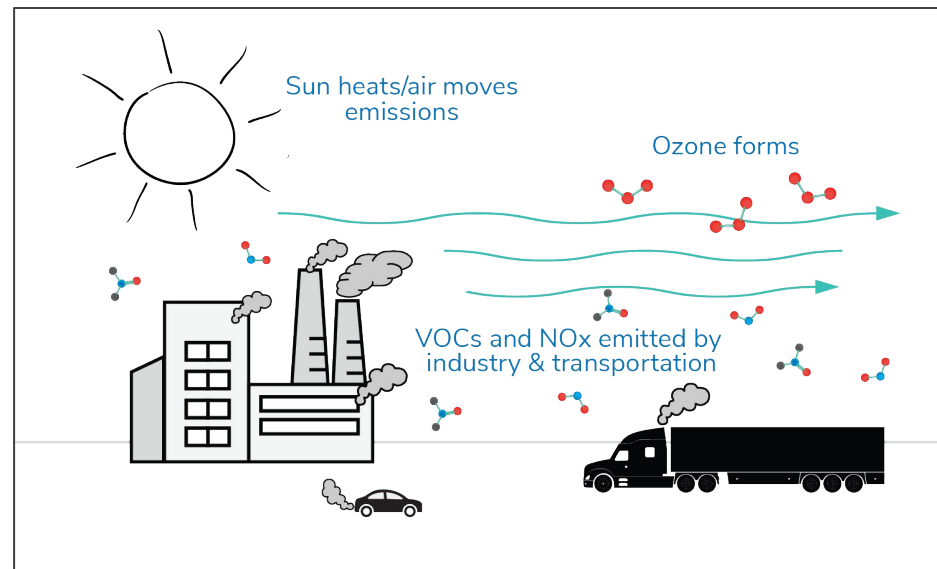 Sun heats/air moves
emissions
Ozone forms
VOCs and NOx emitted by
industry & transportation